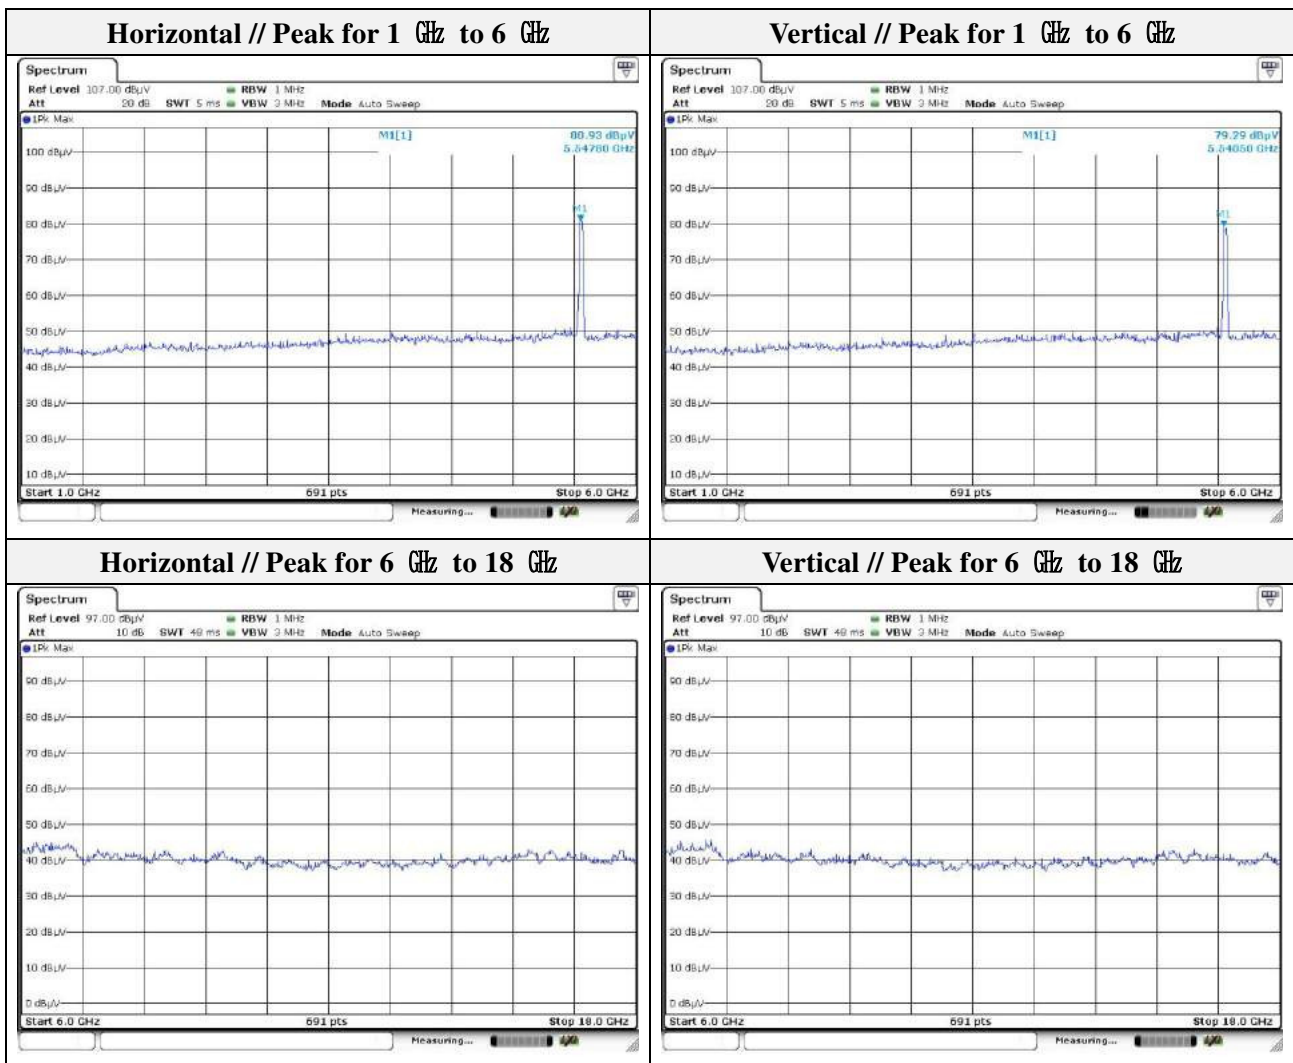 Horizontal // Peak for 1 ㎓ to 6 ㎓
Vertical // Peak for 1 ㎓ to 6 ㎓
Spectrum
Ref Level 107.00 dBµV RBW 1 MHz
Att 20 dB SWT 5 ms VBW 3 MHz Mode Auto Sweep
1Pk Max
M1[1] 80.93 dBµV
5.54780 GHz
M1
100 dBµV
90 dBµV
80 dBµV
70 dBµV
60 dBµV
50 dBµV
40 dBµV
30 dBµV
20 dBµV
10 dBµV
Start 1.0 GHz 691 pts Stop 6.0 GHz
Measuring...
Spectrum
Ref Level 107.00 dBµV RBW 1 MHz
Att 20 dB SWT 5 ms VBW 3 MHz Mode Auto Sweep
1Pk Max
M1[1] 79.29 dBµV
5.54050 GHz
M1
100 dBµV
90 dBµV
80 dBµV
70 dBµV
60 dBµV
50 dBµV
40 dBµV
30 dBµV
20 dBµV
10 dBµV
Start 1.0 GHz 691 pts Stop 6.0 GHz
Measuring...
Horizontal // Peak for 6 ㎓ to 18 ㎓
Vertical // Peak for 6 ㎓ to 18 ㎓
Spectrum
Ref Level 97.00 dBµV RBW 1 MHz
Att 10 dB SWT 48 ms VBW 3 MHz Mode Auto Sweep
1Pk Max
90 dBµV
80 dBµV
70 dBµV
60 dBµV
50 dBµV
40 dBµV
30 dBµV
20 dBµV
10 dBµV
0 dBµV
Start 6.0 GHz 691 pts Stop 18.0 GHz
Measuring...
Spectrum
Ref Level 97.00 dBµV RBW 1 MHz
Att 10 dB SWT 48 ms VBW 3 MHz Mode Auto Sweep
1Pk Max
90 dBµV
80 dBµV
70 dBµV
60 dBµV
50 dBµV
40 dBµV
30 dBµV
20 dBµV
10 dBµV
0 dBµV
Start 6.0 GHz 691 pts Stop 18.0 GHz
Measuring...